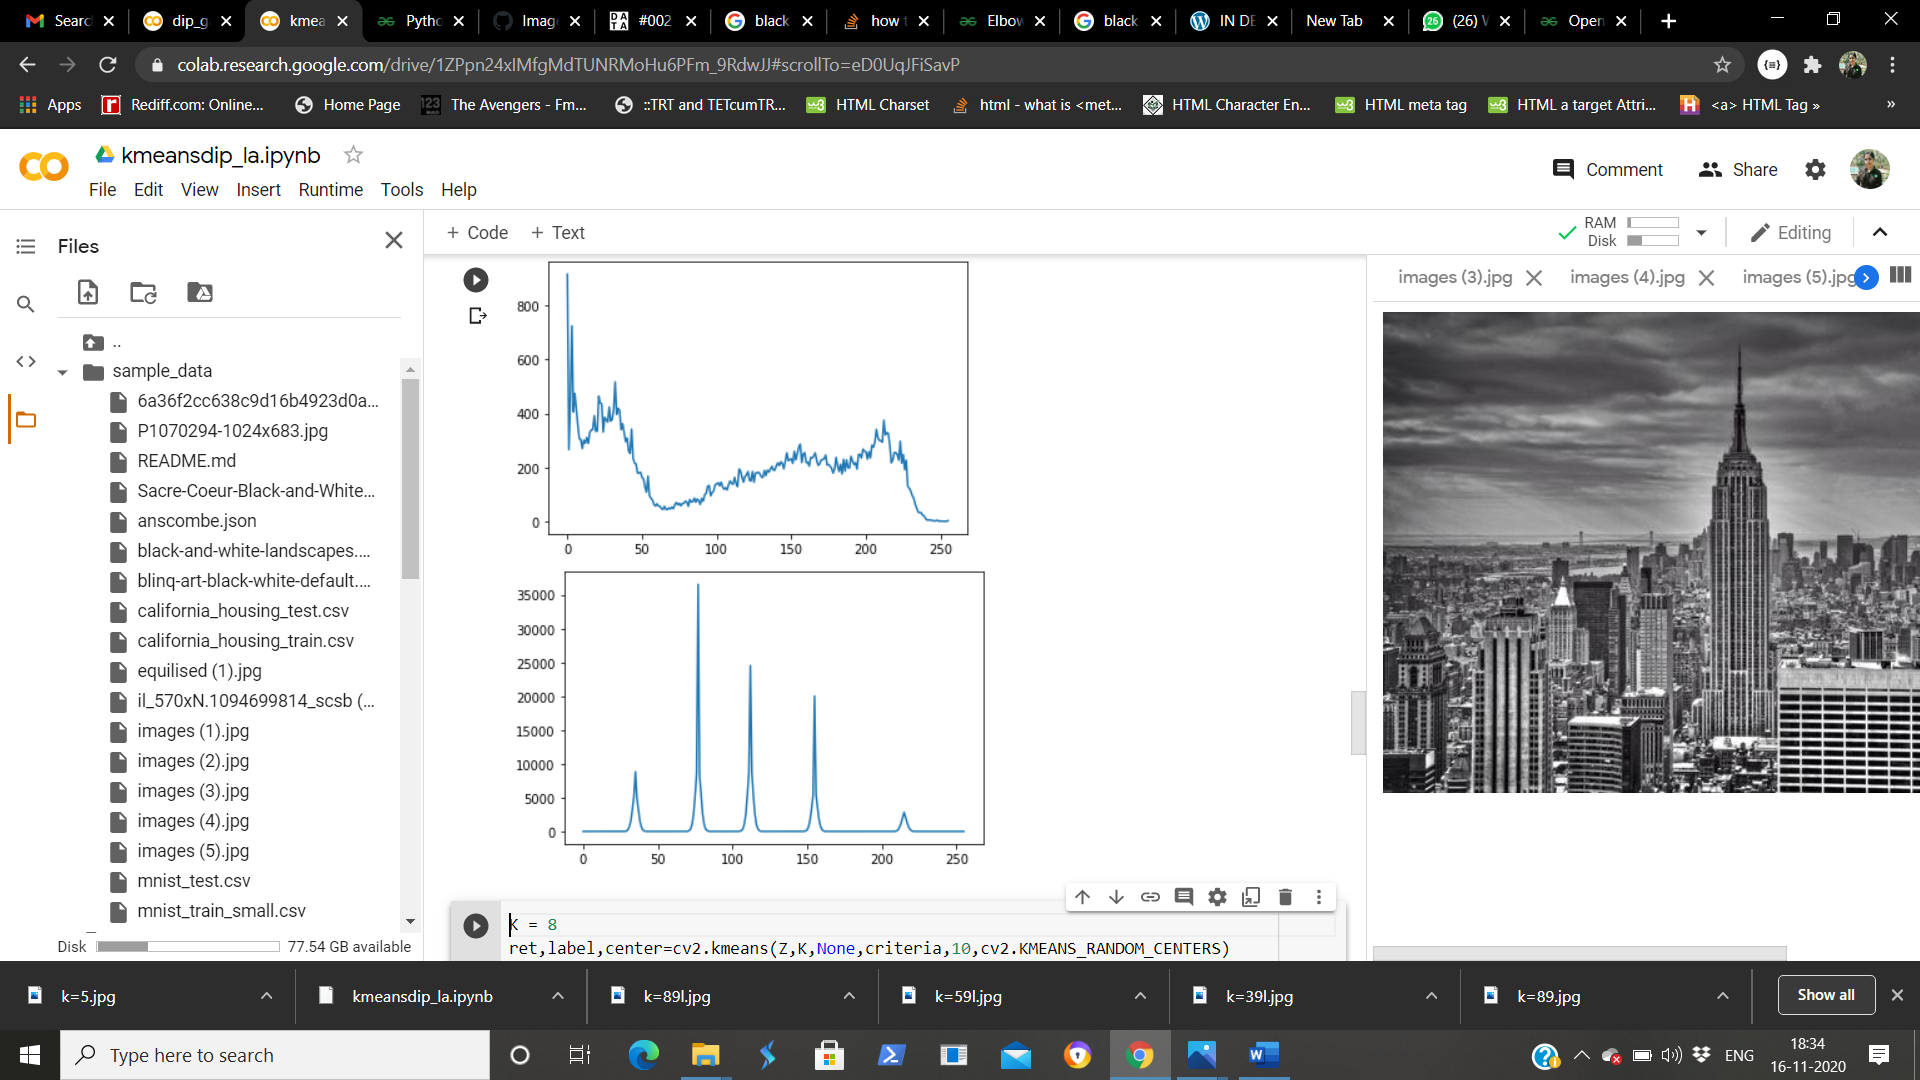 Searc
dip_g
kmea
Pytho
Imag
DA TA
#002
black
how t
Elbow
black
IN DE
New Tab
26
(26) W
Open
colab.research.google.com/drive/1ZPpn24xIMfgMdTUNRMoHu6PFm_9RdwJJ#scrollTo=eD0UqJFiSavP
Apps
Rediff.com: Online...
Home Page
123
The Avengers - Fm...
::TRT and TETcumTR...
HTML Charset
html - what is <met...
HTML Character En...
HTML meta tag
HTML a target Attri...
<a> HTML Tag »
»
kmeansdip_la.ipynb
File Edit View Insert Runtime Tools Help
Comment
Share
Files
+ Code + Text
RAM
Disk
Editing
..
sample_data
6a36f2cc638c9d16b4923d0a...
P1070294-1024x683.jpg
README.md
Sacre-Coeur-Black-and-White...
anscombe.json
black-and-white-landscapes....
blinq-art-black-white-default....
california_housing_test.csv
california_housing_train.csv
equilised (1).jpg
il_570xN.1094699814_scsb (...
images (1).jpg
images (2).jpg
images (3).jpg
images (4).jpg
images (5).jpg
mnist_test.csv
mnist_train_small.csv
Disk
77.54 GB available
800
600
400
200
0
0 50 100 150 200 250
35000
30000
25000
20000
15000
10000
5000
0
0 50 100 150 200 250
K = 8
ret,label,center=cv2.kmeans(Z,K,None,criteria,10,cv2.KMEANS_RANDOM_CENTERS)
images (3).jpg
images (4).jpg
images (5).jpg
k=5.jpg
kmeansdip_la.ipynb
k=89l.jpg
k=59l.jpg
k=39l.jpg
k=89.jpg
Show all
Type here to search
ENG
18:34
16-11-2020